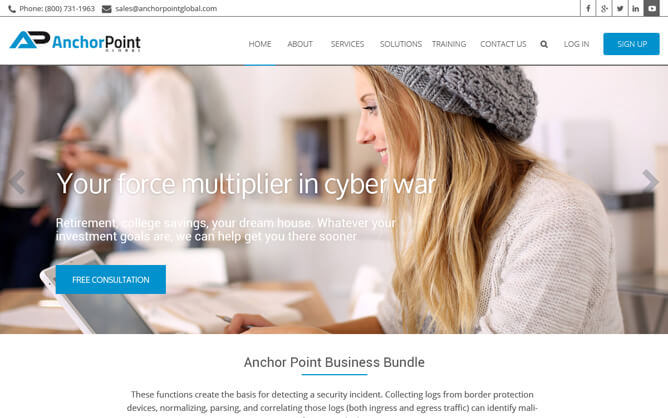 Phone: (800) 731-1963 sales@anchorpointglobal.com
AnchorPoint
GLOBAL
HOME ABOUT SERVICES SOLUTIONS TRAINING CONTACT US LOG IN SIGN UP
Your force multiplier in cyber war
Retirement, college savings, your dream house. Whatever your
investment goals are, we can help get you there sooner
FREE CONSULTATION
Anchor Point Business Bundle
These functions create the basis for detecting a security incident. Collecting logs from border protection
devices, normalizing, parsing, and correlating those logs (both ingress and egress traffic) can identify mali-